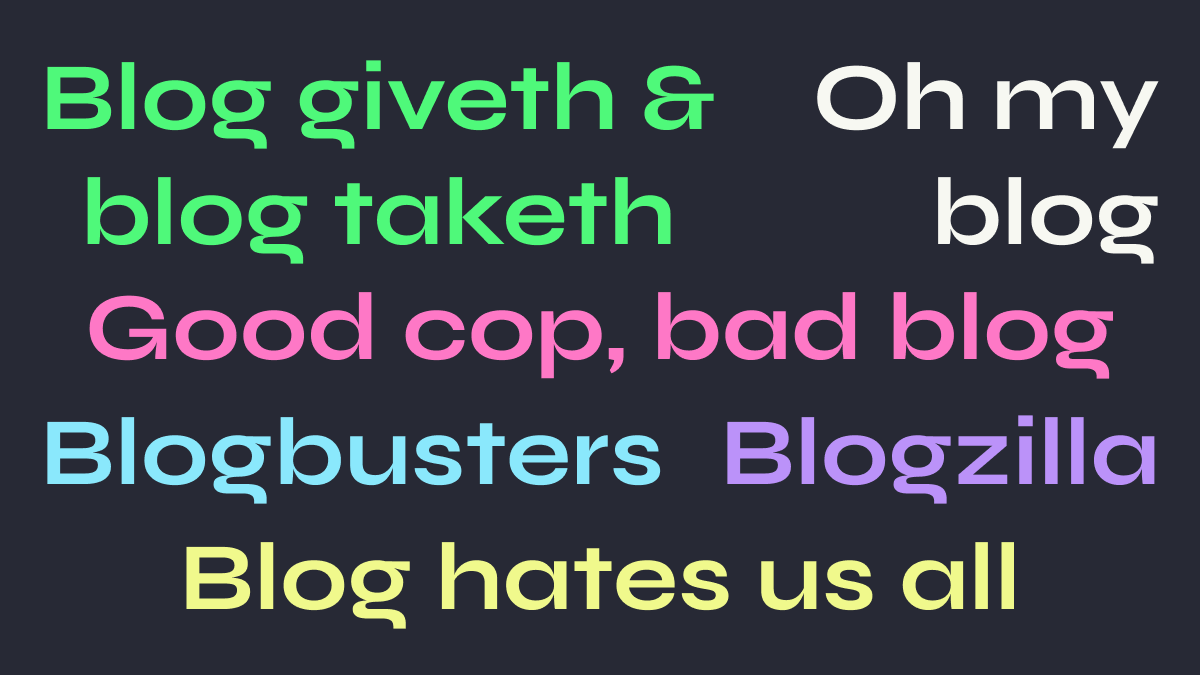 Blog giveth &
blog taketh
Oh my
blog
Good cop, bad blog
Blogbusters
Blogzilla
Blog hates us all